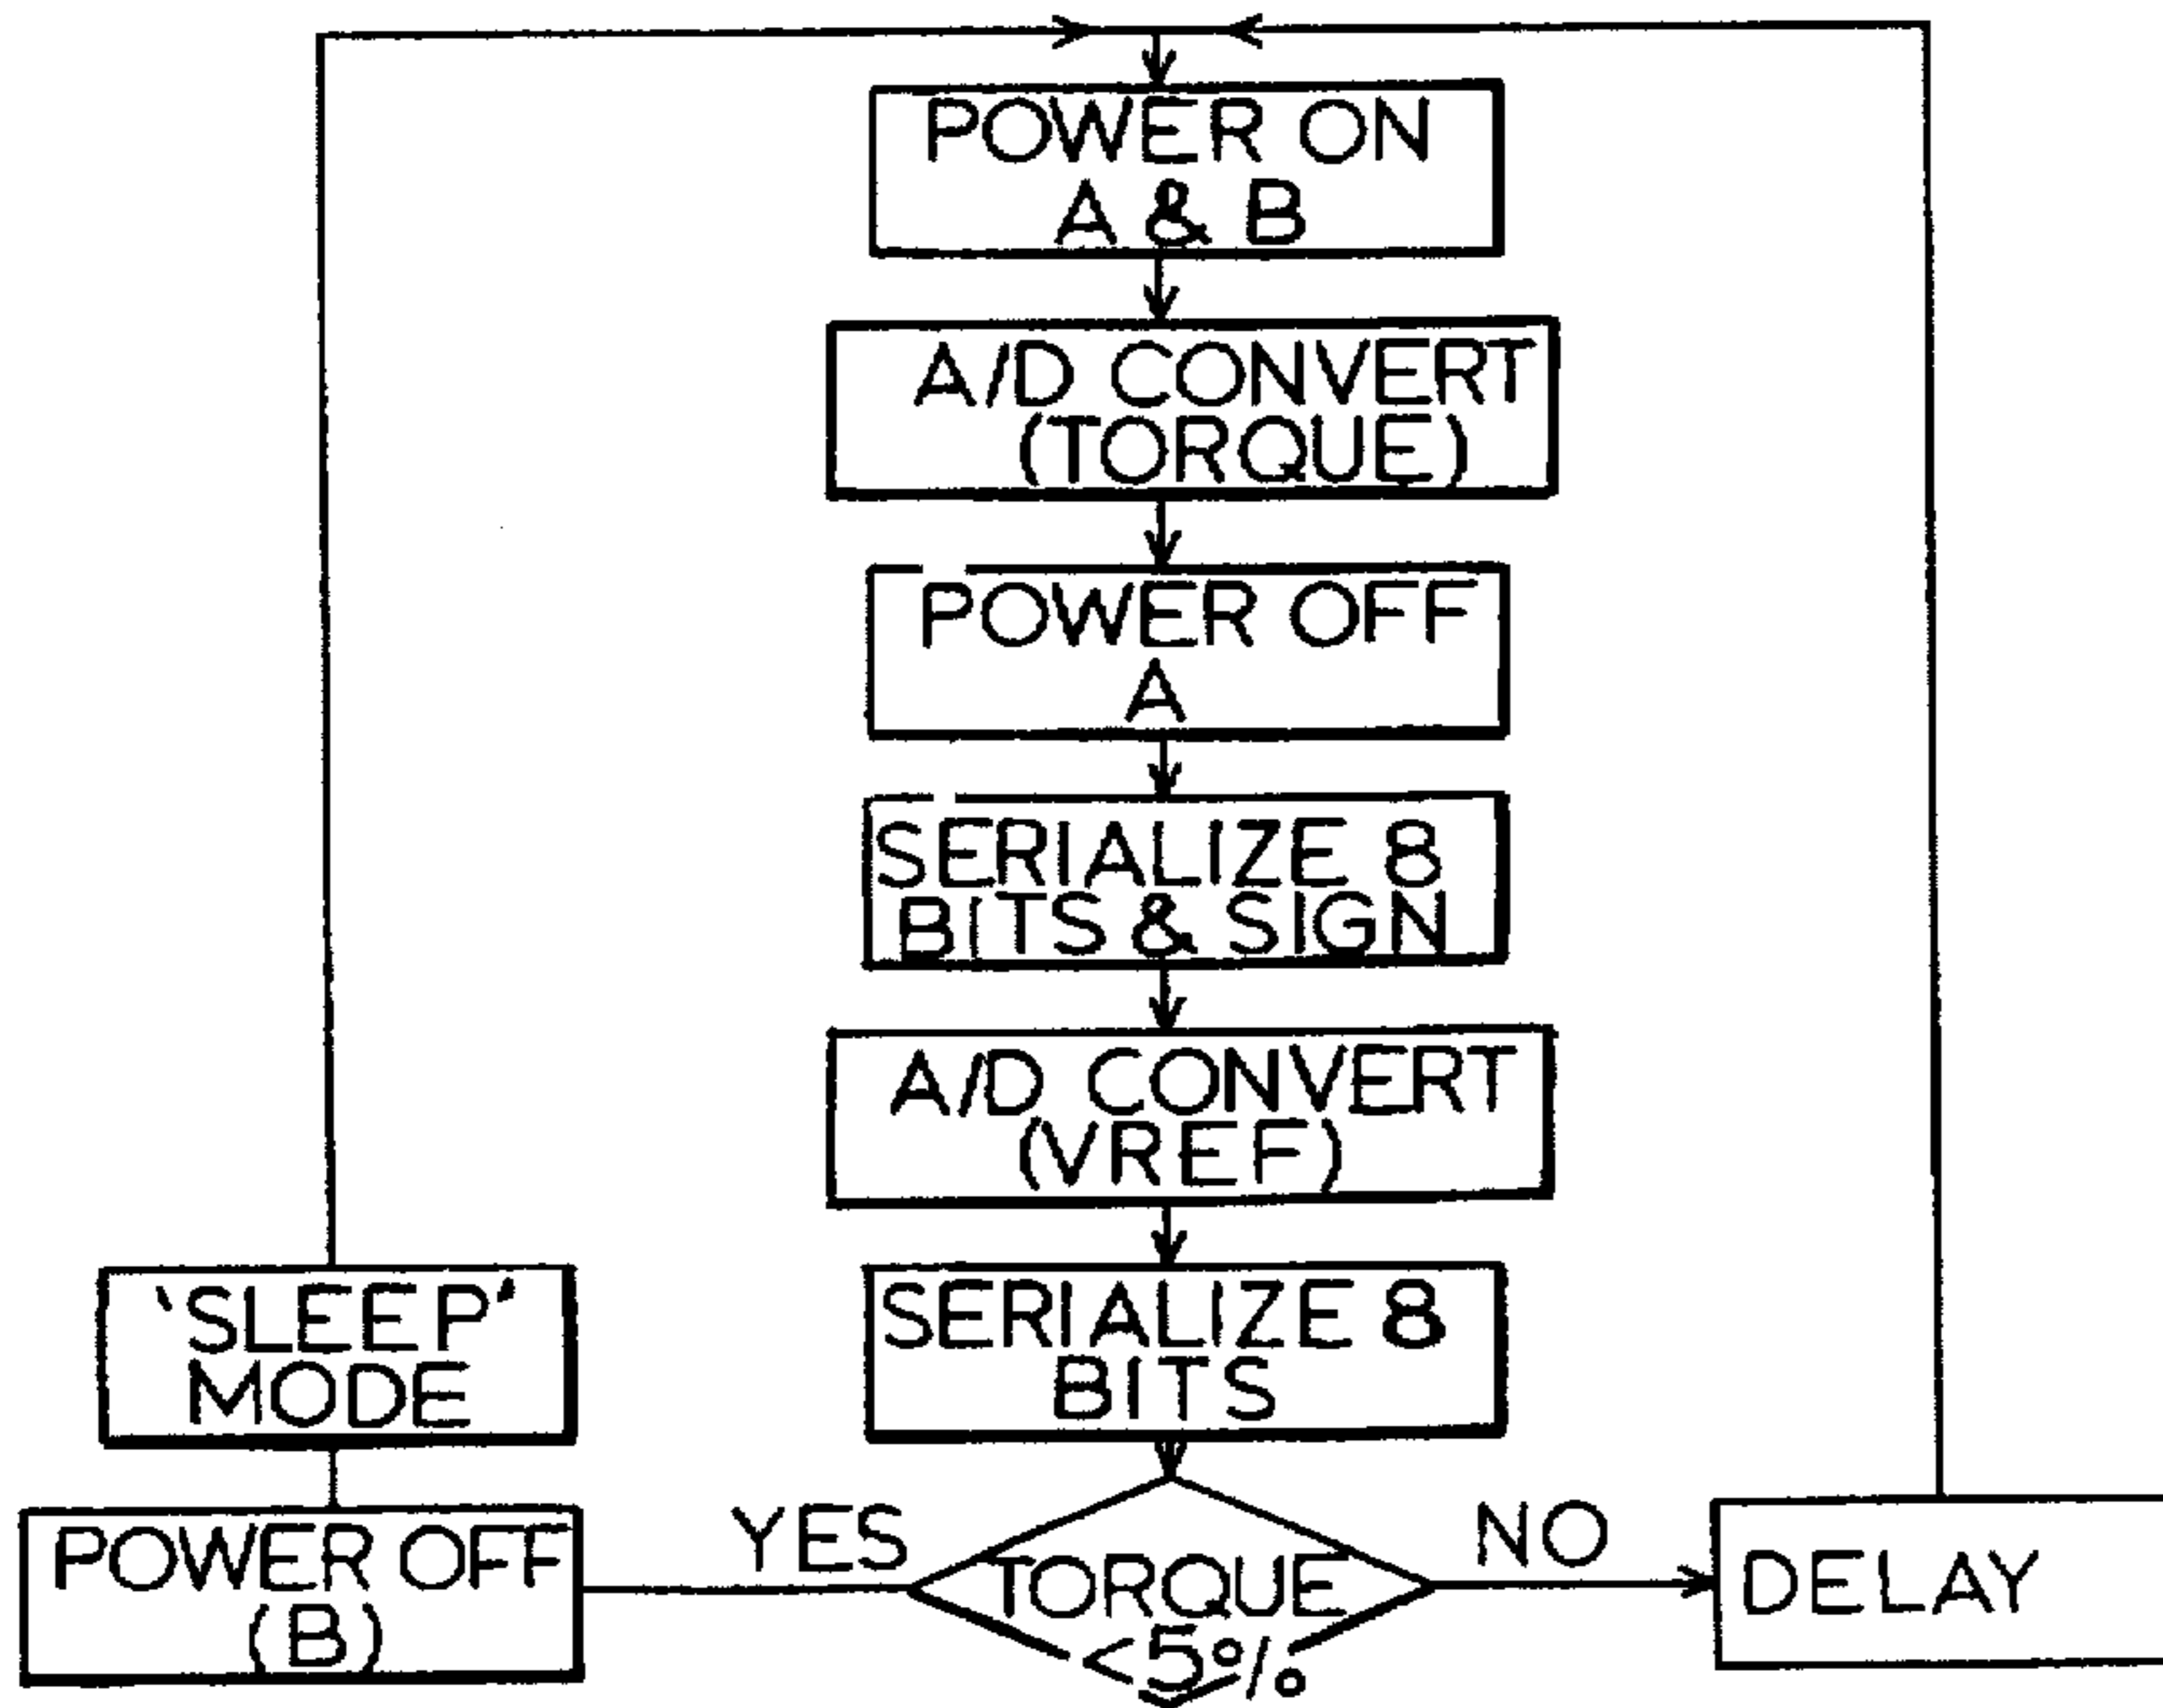 POWER ON
A & B
A/D CONVERT
(TORQUE)
POWER OFF
A
SERIALIZE 8
BITS & SIGN
A/D CONVERT
(VREF)
SERIALIZE 8
BITS
'SLEEP'
MODE
POWER OFF
(B)
YES
TORQUE
<5%
NO
DELAY